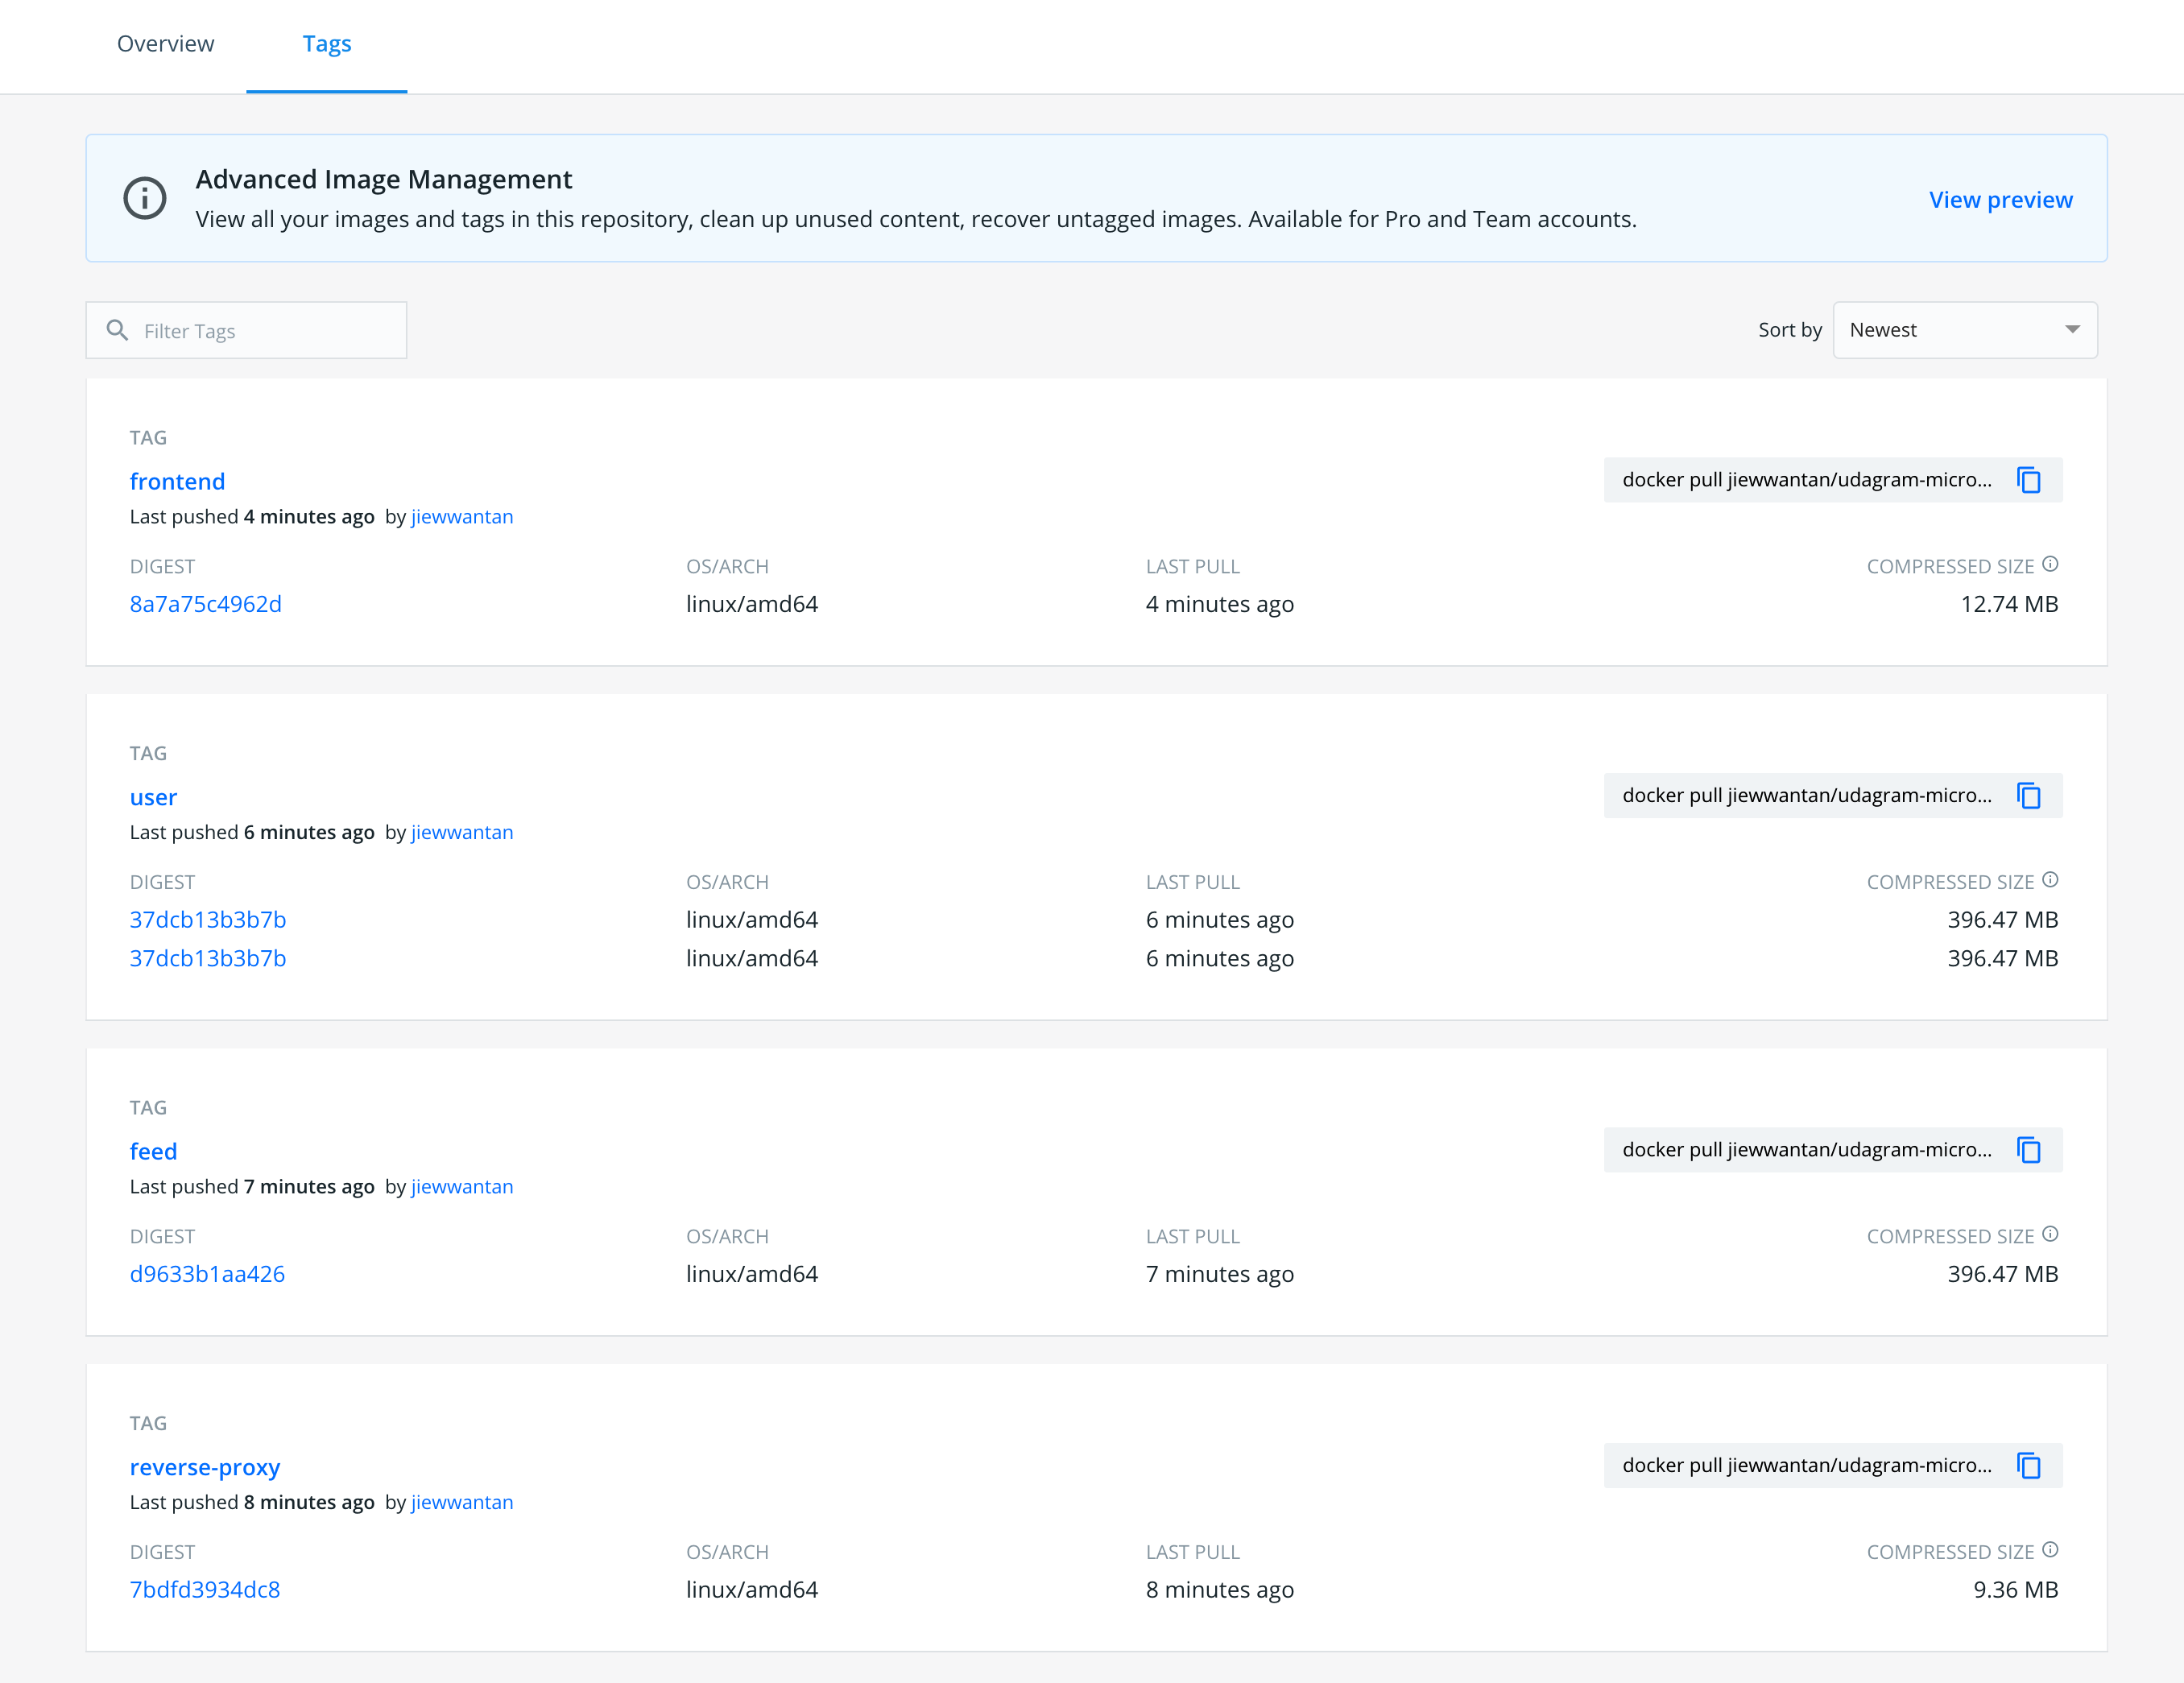 Overview Tags
Advanced Image Management
View all your images and tags in this repository, clean up unused content, recover untagged images. Available for Pro and Team accounts.
View preview
Filter Tags
Sort by Newest
TAG
frontend
docker pull jiewwantan/udagram-micro...
Last pushed 4 minutes ago by jiewwantan
DIGEST OS/ARCH LAST PULL COMPRESSED SIZE
8a7a75c4962d linux/amd64 4 minutes ago 12.74 MB
TAG
user
docker pull jiewwantan/udagram-micro...
Last pushed 6 minutes ago by jiewwantan
DIGEST OS/ARCH LAST PULL COMPRESSED SIZE
37dcb13b3b7b linux/amd64 6 minutes ago 396.47 MB
37dcb13b3b7b linux/amd64 6 minutes ago 396.47 MB
TAG
feed
docker pull jiewwantan/udagram-micro...
Last pushed 7 minutes ago by jiewwantan
DIGEST OS/ARCH LAST PULL COMPRESSED SIZE
d9633b1aa426 linux/amd64 7 minutes ago 396.47 MB
TAG
reverse-proxy
docker pull jiewwantan/udagram-micro...
Last pushed 8 minutes ago by jiewwantan
DIGEST OS/ARCH LAST PULL COMPRESSED SIZE
7bdfd3934dc8 linux/amd64 8 minutes ago 9.36 MB